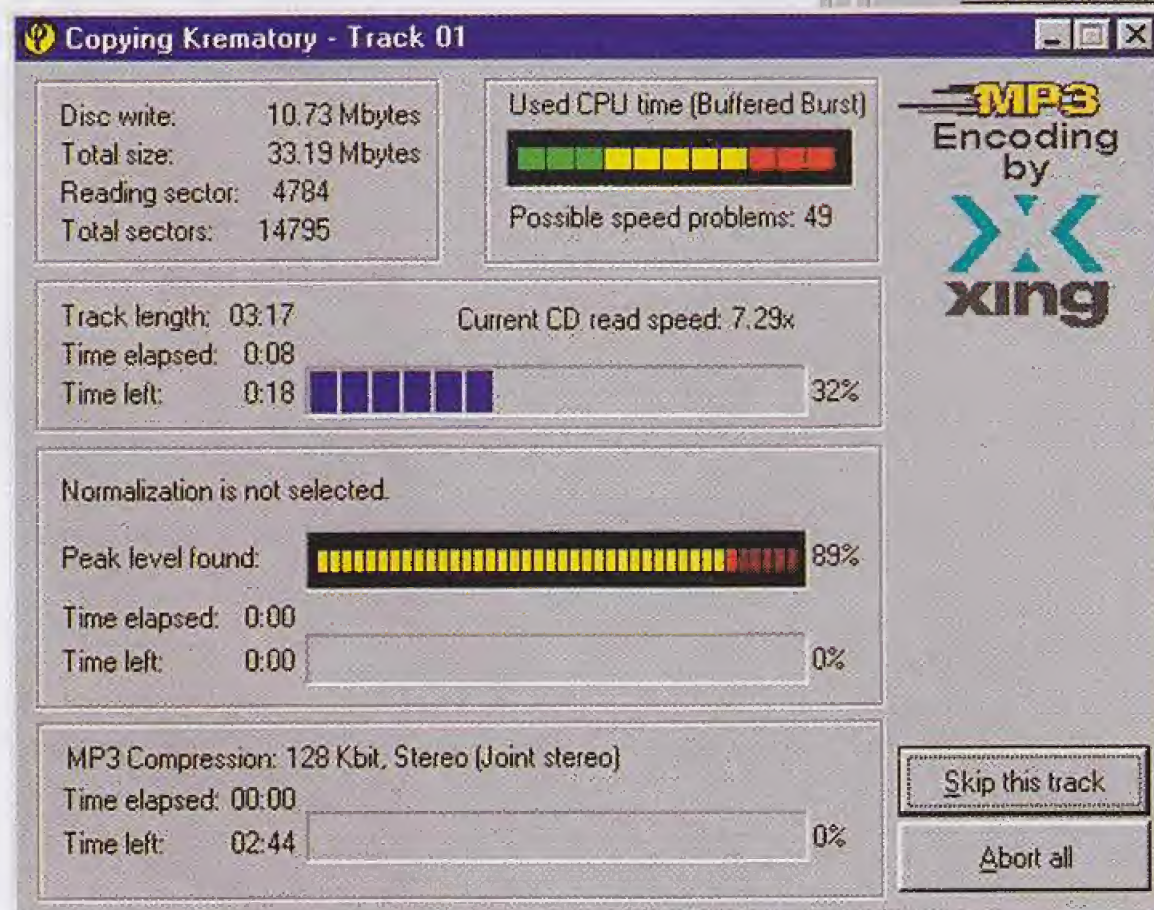 Copying Krematory - Track 01
Disc write: 10.73 Mbytes
Total size: 33.19 Mbytes
Reading sector: 4784
Total sectors: 14795
Used CPU time (Buffered Burst)
Possible speed problems: 49
MP3
Encoding
by
xing
Track length: 03:17
Current CD read speed: 7.29x
Time elapsed: 0:08
Time left: 0:18
32%
Normalization is not selected.
Peak level found:
89%
Time elapsed: 0:00
Time left: 0:00
0%
MP3 Compression: 128 Kbit, Stereo (Joint stereo)
Time elapsed: 00:00
Time left: 02:44
0%
Skip this track
Abort all